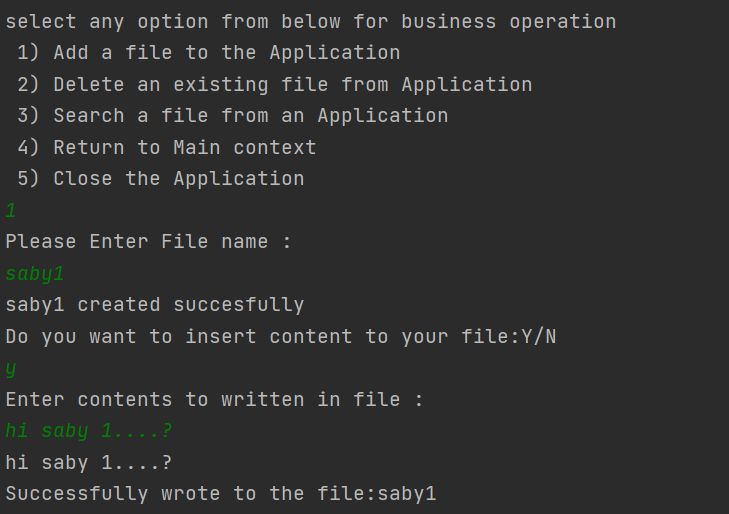 select any option from below for business operation
1) Add a file to the Application
2) Delete an existing file from Application
3) Search a file from an Application
4) Return to Main context
5) Close the Application
1
Please Enter File name :
saby1
saby1 created succesfully
Do you want to insert content to your file:Y/N
y
Enter contents to written in file :
hi saby 1....?
hi saby 1....?
Successfully wrote to the file:saby1